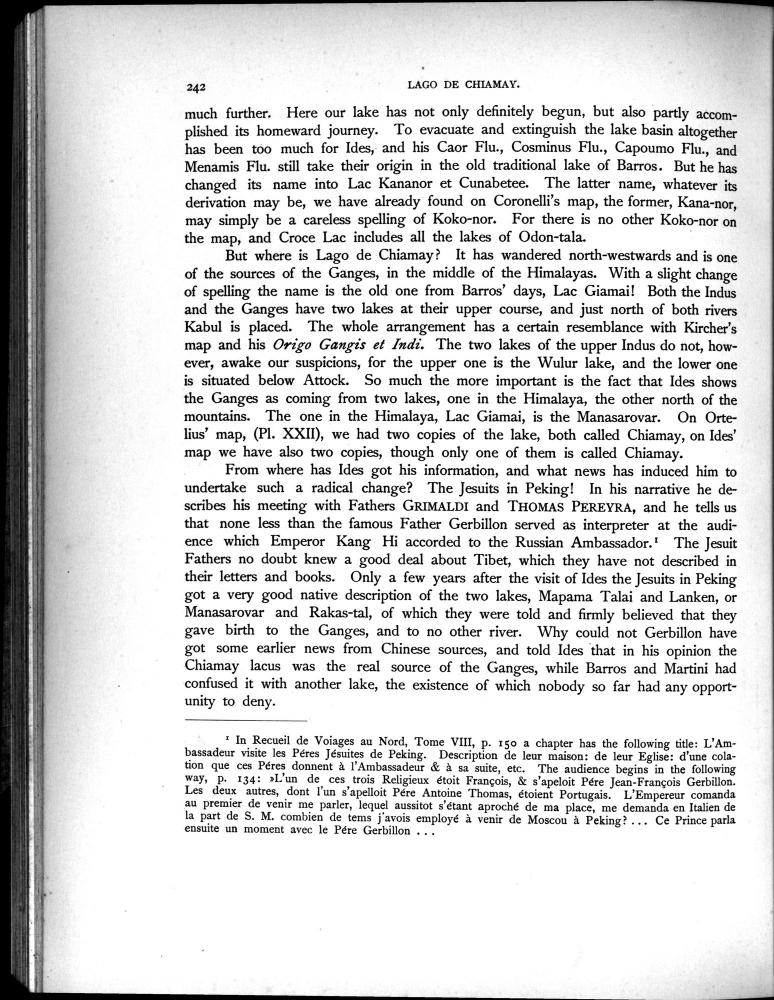 242
LAGO DE CHIAMAY.
much further. Here our lake has not only definitely begun, but also partly accom-
plished its homeward journey. To evacuate and extinguish the lake basin altogether
has been too much for Ides, and his Caor Flu., Cosminus Flu., Capoumo Flu., and
Menamis Flu. still take their origin in the old traditional lake of Barros. But he has
changed its name into Lac Kananor et Cunabetee. The latter name, whatever its
derivation may be, we have already found on Coronelli's map, the former, Kana-nor,
may simply be a careless spelling of Koko-nor. For there is no other Koko-nor on
the map, and Croce Lac includes all the lakes of Odon-tala.
But where is Lago de Chiamay? It has wandered north-westwards and is one
of the sources of the Ganges, in the middle of the Himalayas. With a slight change
of spelling the name is the old one from Barros' days, Lac Giamai! Both the Indus
and the Ganges have two lakes at their upper course, and just north of both rivers
Kabul is placed. The whole arrangement has a certain resemblance with Kircher's
map and his Origo Gangis et Indi. The two lakes of the upper Indus do not, how-
ever, awake our suspicions, for the upper one is the Wulur lake, and the lower one
is situated below Attock. So much the more important is the fact that Ides shows
the Ganges as coming from two lakes, one in the Himalaya, the other north of the
mountains. The one in the Himalaya, Lac Giamai, is the Manasarovar. On Orte-
lius' map, (Pl. XXII), we had two copies of the lake, both called Chiamay, on Ides'
map we have also two copies, though only one of them is called Chiamay.
From where has Ides got his information, and what news has induced him to
undertake such a radical change? The Jesuits in Peking! In his narrative he de-
scribes his meeting with Fathers GRIMALDI and THOMAS PEREYRA, and he tells us
that none less than the famous Father Gerbillon served as interpreter at the audi-
ence which Emperor Kang Hi accorded to the Russian Ambassador.¹ The Jesuit
Fathers no doubt knew a good deal about Tibet, which they have not described in
their letters and books. Only a few years after the visit of Ides the Jesuits in Peking
got a very good native description of the two lakes, Mapama Talai and Lanken, or
Manasarovar and Rakas-tal, of which they were told and firmly believed that they
gave birth to the Ganges, and to no other river. Why could not Gerbillon have
got some earlier news from Chinese sources, and told Ides that in his opinion the
Chiamay lacus was the real source of the Ganges, while Barros and Martini had
confused it with another lake, the existence of which nobody so far had any opport-
unity to deny.
¹ In Recueil de Voiages au Nord, Tome VIII, p. 150 a chapter has the following title: L'Am-
bassadeur visite les Péres Jésuites de Peking. Description de leur maison: de leur Eglise: d'une cola-
tion que ces Péres donnent à l'Ambassadeur & à sa suite, etc. The audience begins in the following
way, p. 134: »L'un de ces trois Religieux étoit François, & s'apeloit Pére Jean-François Gerbillon.
Les deux autres, dont l'un s'apelloit Pére Antoine Thomas, étoient Portugais. L'Empereur comanda
au premier de venir me parler, lequel aussitot s'étant aproché de ma place, me demanda en Italien de
la part de S. M. combien de tems j'avois employé à venir de Moscou à Peking? ... Ce Prince parla
ensuite un moment avec le Pére Gerbillon ...